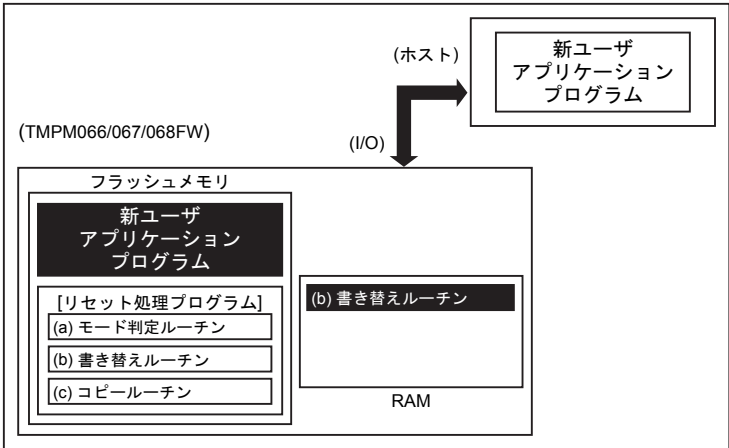 (ホスト)
新ユーザ
アプリケーション
プログラム
(TMPM066/067/068FW)
(I/O)
フラッシュメモリ
新ユーザ
アプリケーション
プログラム
[リセット処理プログラム]
(a) モード判定ルーチン
(b) 書き替えルーチン
(c) コピールーチン
(b) 書き替えルーチン
RAM